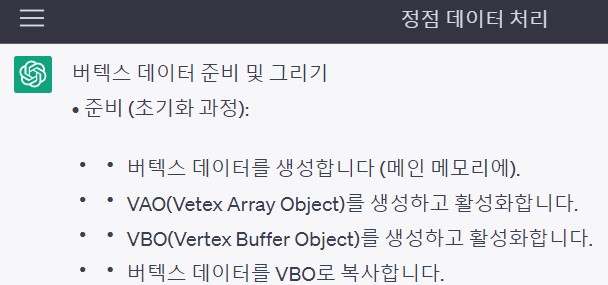 정점 데이터 처리
버텍스 데이터 준비 및 그리기
• 준비 (초기화 과정):
• • 버텍스 데이터를 생성합니다 (메인 메모리에).
• • VAO(Vetex Array Object)를 생성하고 활성화합니다.
• • VBO(Vertex Buffer Object)를 생성하고 활성화합니다.
• • 버텍스 데이터를 VBO로 복사합니다.